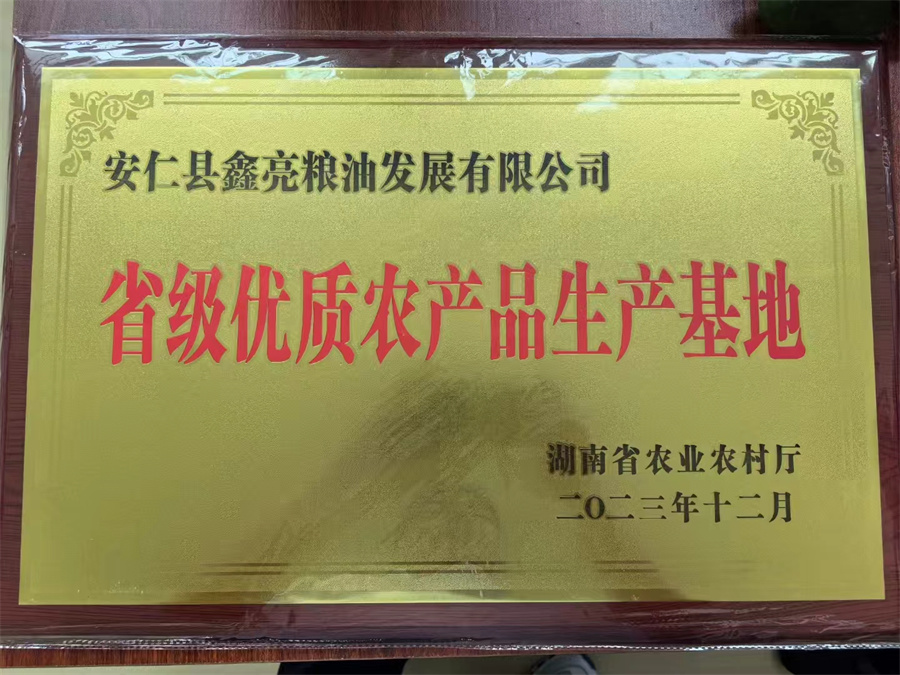 安仁县鑫亮粮油发展有限公司
省级优质农产品生产基地
湖南省农业农村厅
二〇二三年十二月